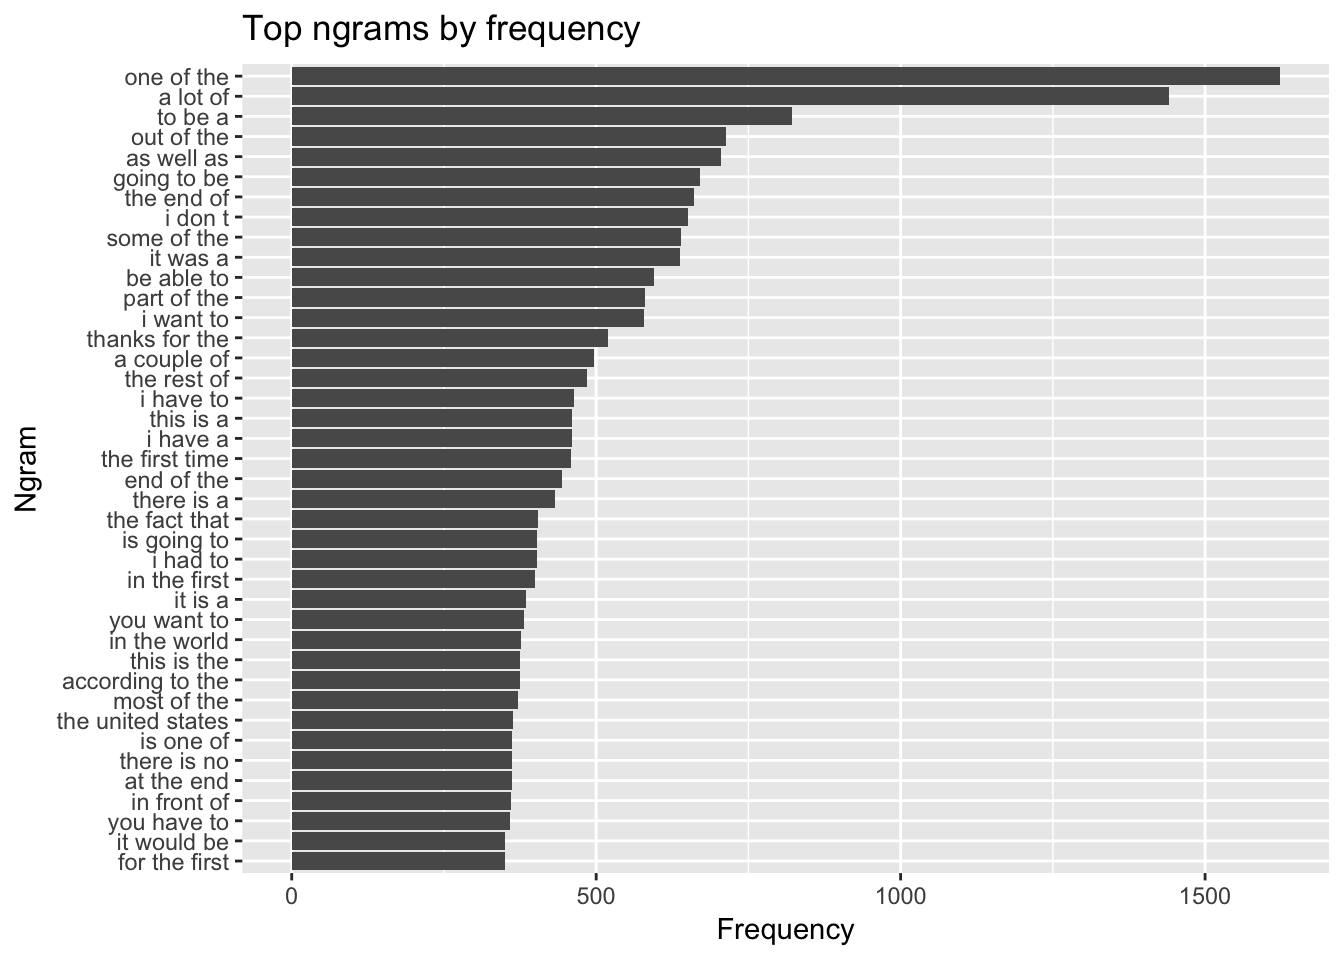 Top ngrams by frequency
one of the
a lot of
to be a
out of the
as well as
going to be
the end of
i don t
some of the
it was a
be able to
part of the
i want to
thanks for the
a couple of
the rest of
i have to
this is a
i have a
the first time
end of the
there is a
the fact that
is going to
i had to
in the first
it is a
you want to
in the world
this is the
according to the
most of the
the united states
is one of
there is no
at the end
in front of
you have to
it would be
for the first
Ngram
0 500 1000 1500
Frequency